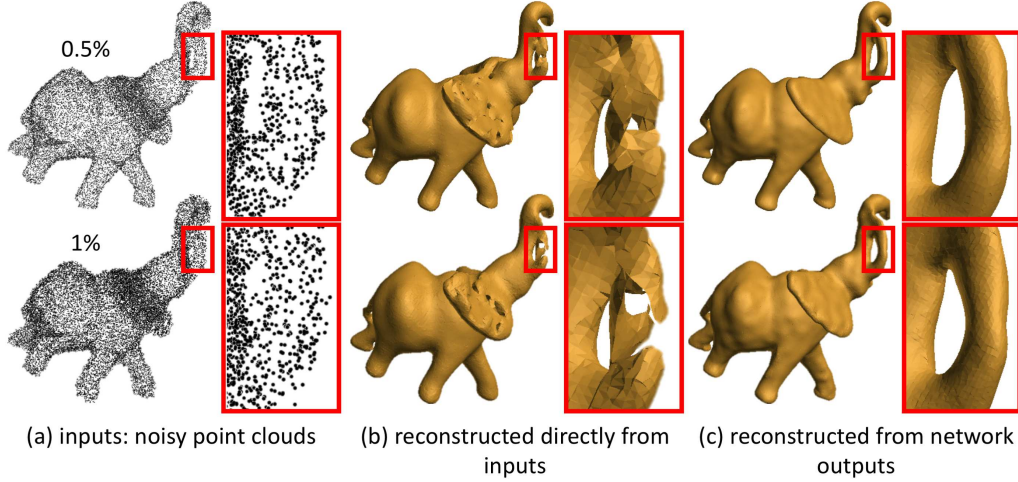 0.5%
1%
(a) inputs: noisy point clouds
(b) reconstructed directly from
inputs
(c) reconstructed from network
outputs